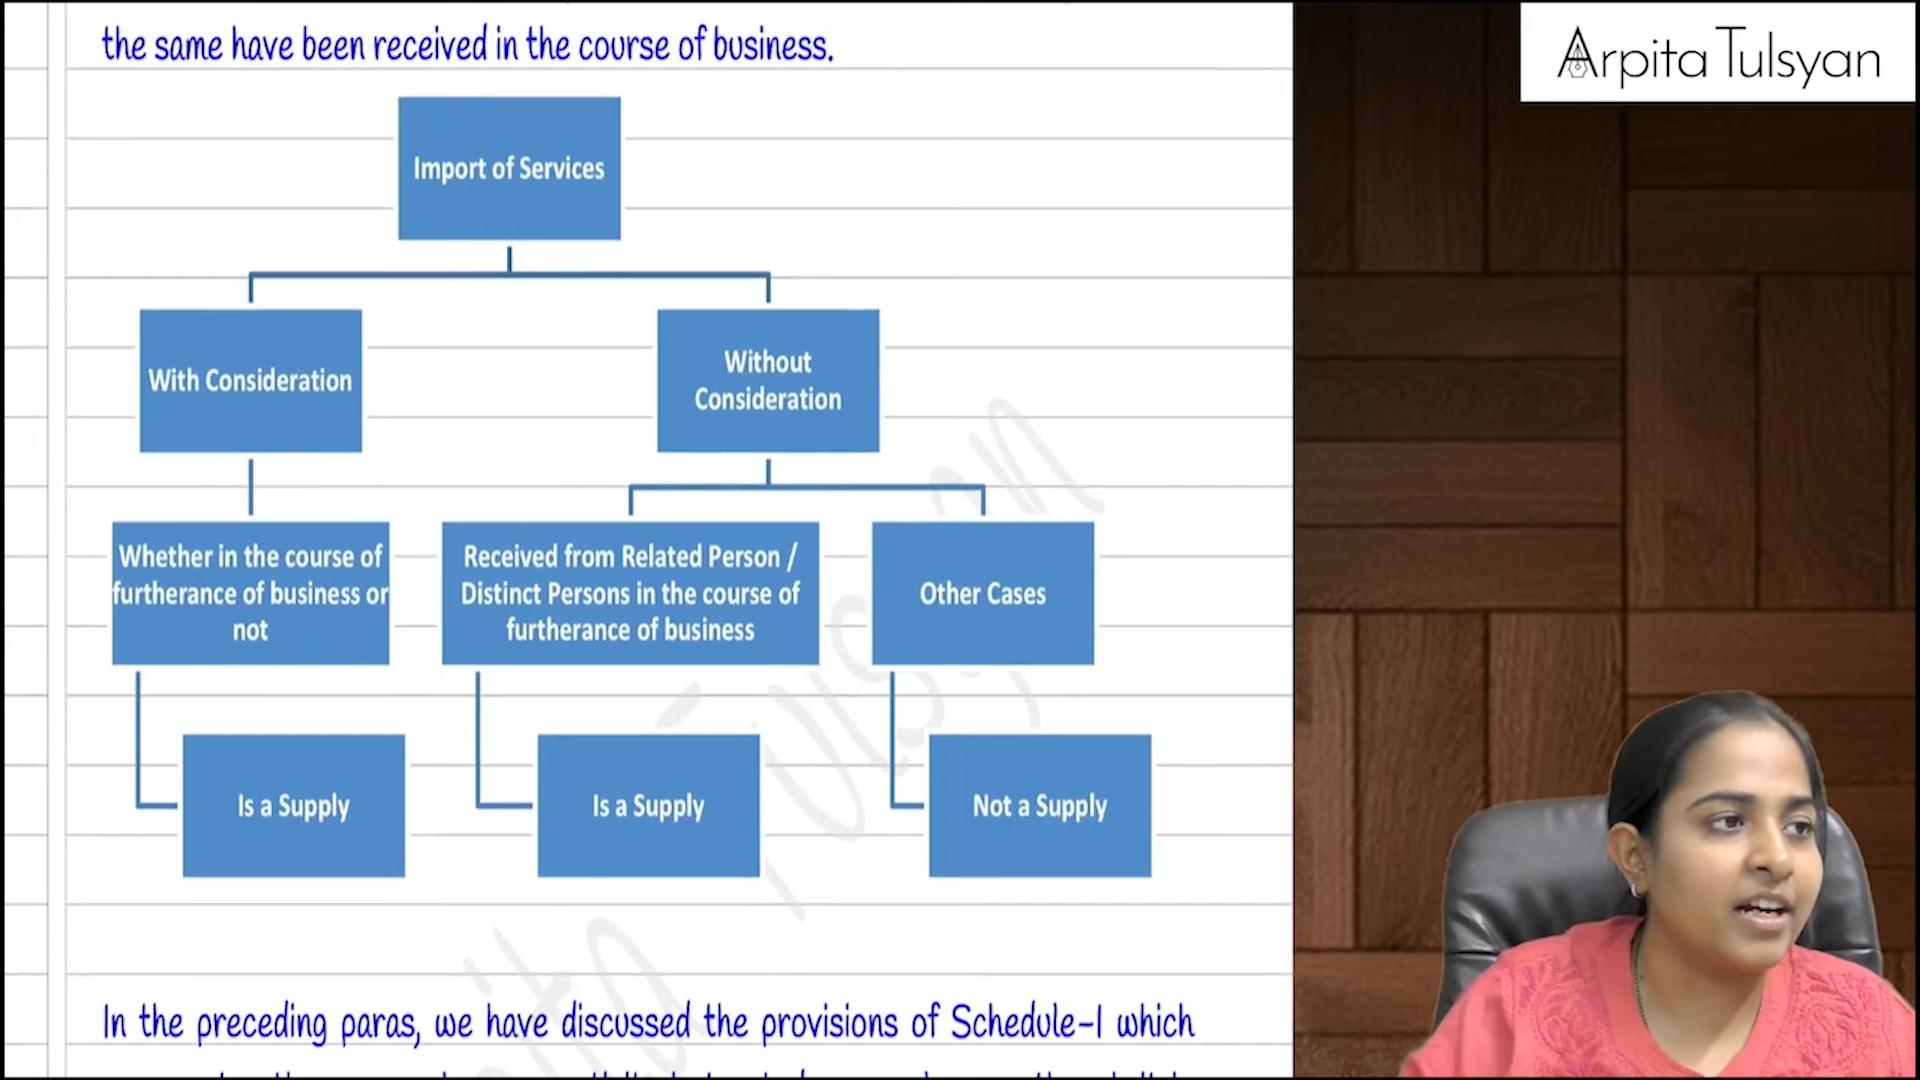 the same have been received in the course of business.
Arpita Tulsyan
Import of Services
With Consideration
Without
Consideration
Whether in the course of
furtherance of business or
not
Received from Related Person /
Distinct Persons in the course of
furtherance of business
Other Cases
Is a Supply
Is a Supply
Not a Supply
In the preceding paras, we have discussed the provisions of Schedule-I which